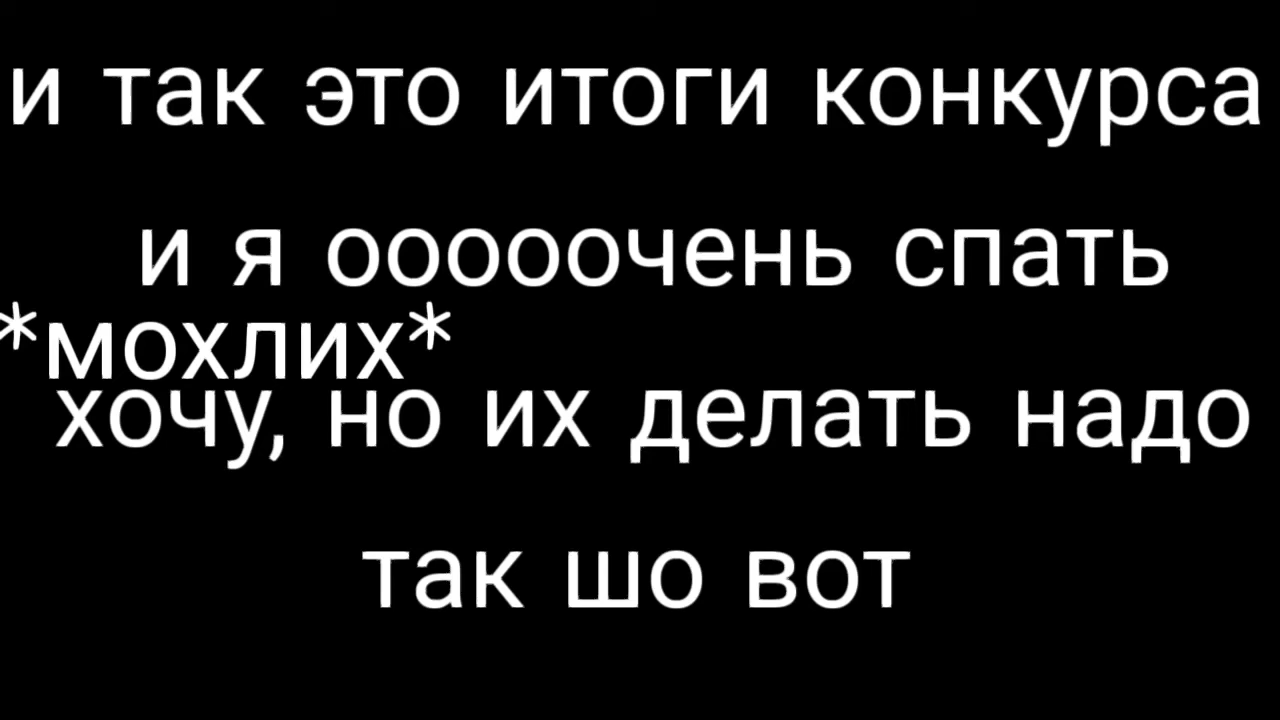 и так это итоги конкурса
и я ооооочень спать
*мохлих*
хочу, но их делать надо
так шо вот